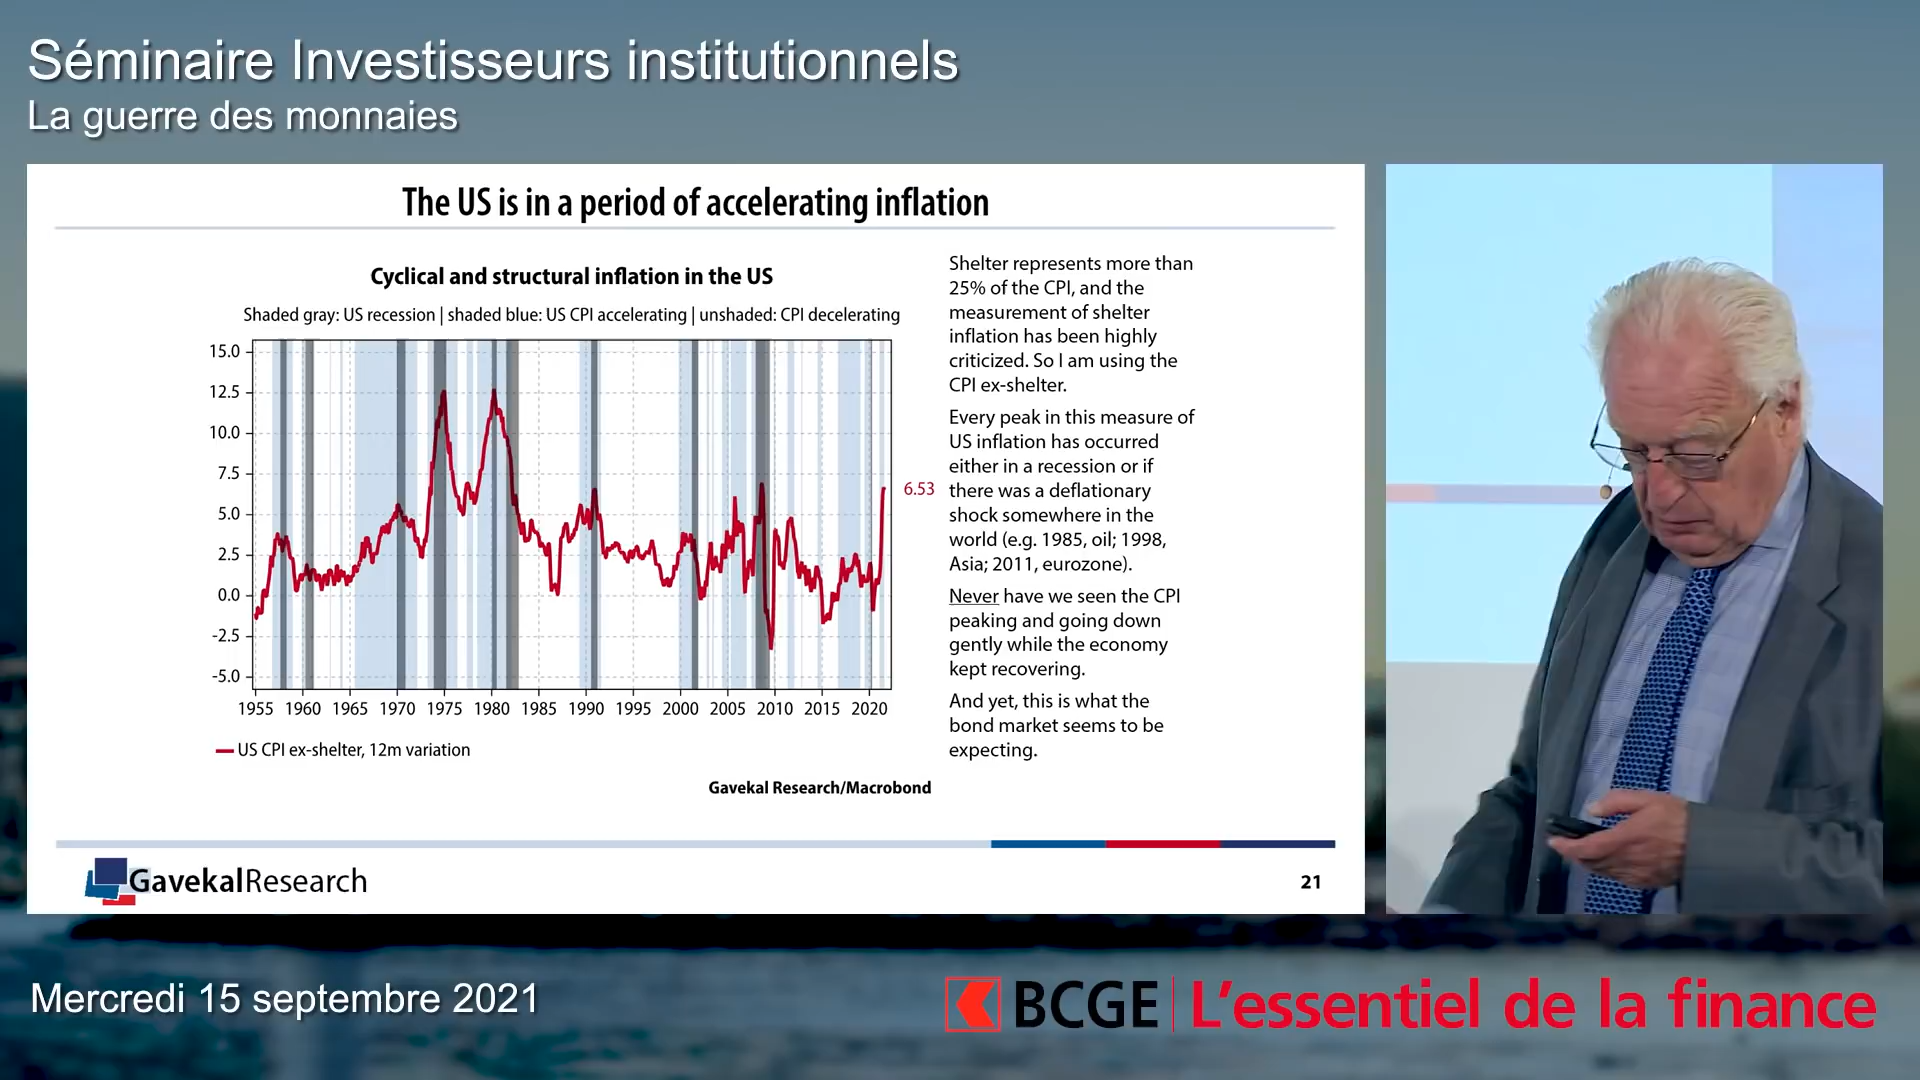 Séminaire Investisseurs institutionnels
La guerre des monnaies
The US is in a period of accelerating inflation
Cyclical and structural inflation in the US
Shaded gray: US recession | shaded blue: US CPI accelerating | unshaded: CPI decelerating
15.0
12.5
10.0
7.5
5.0
2.5
0.0
-2.5
-5.0
6.53
1955 1960 1965 1970 1975 1980 1985 1990 1995 2000 2005 2010 2015 2020
US CPI ex-shelter, 12m variation
Gavekal Research/Macrobond
Shelter represents more than
25% of the CPI, and the
measurement of shelter
inflation has been highly
criticized. So I am using the
CPI ex-shelter.
Every peak in this measure of
US inflation has occurred
either in a recession or if
there was a deflationary
shock somewhere in the
world (e.g. 1985, oil; 1998,
Asia; 2011, eurozone).
Never have we seen the CPI
peaking and going down
gently while the economy
kept recovering.
And yet, this is what the
bond market seems to be
expecting.
GavekalResearch
21
Mercredi 15 septembre 2021
BCGE | L'essentiel de la finance